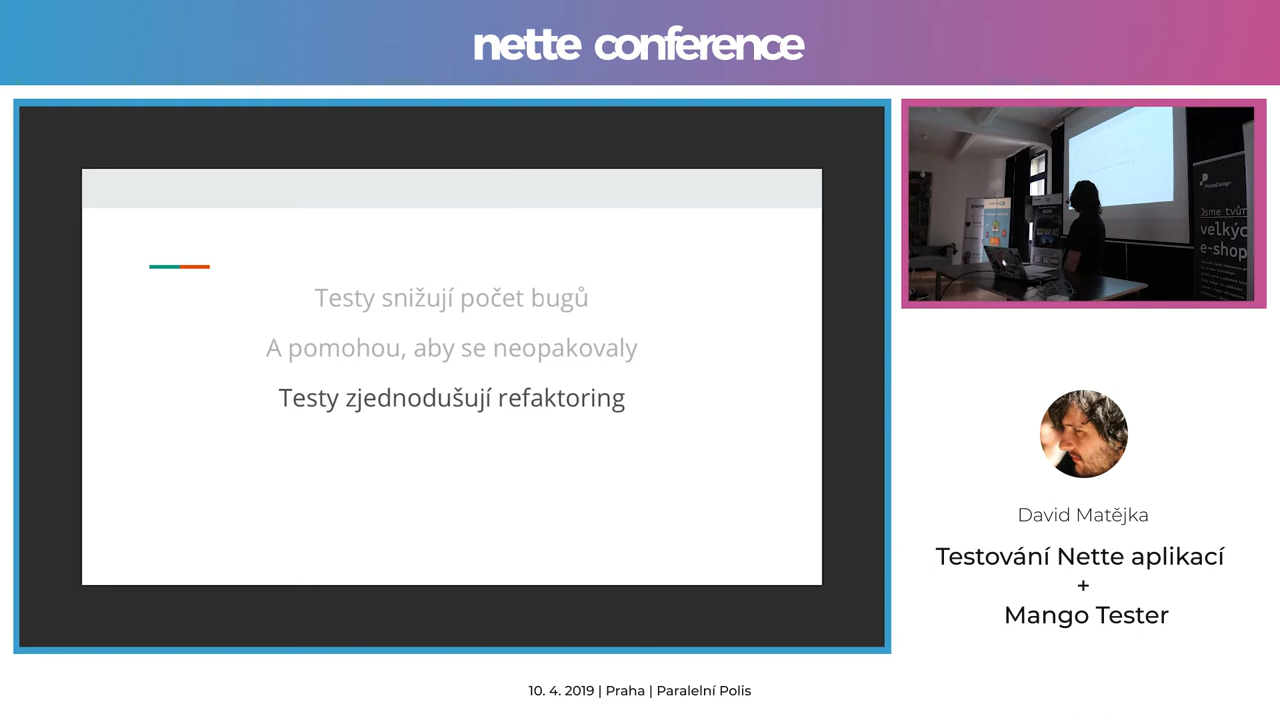 nette conference
Testy snižují počet bugů
A pomohou, aby se neopakovaly
Testy zjednodušují refaktoring
Jsme tvůr
velkýc
e-shop
David Matějka
Testování Nette aplikací
+
Mango Tester
10. 4. 2019 | Praha | Paralelní Polis